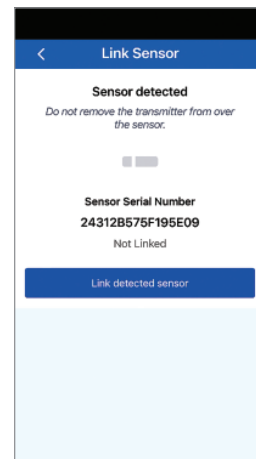 Link Sensor
Sensor detected
Do not remove the transmitter from over
the sensor.
Sensor Serial Number
24312B575F195E09
Not Linked
Link detected sensor